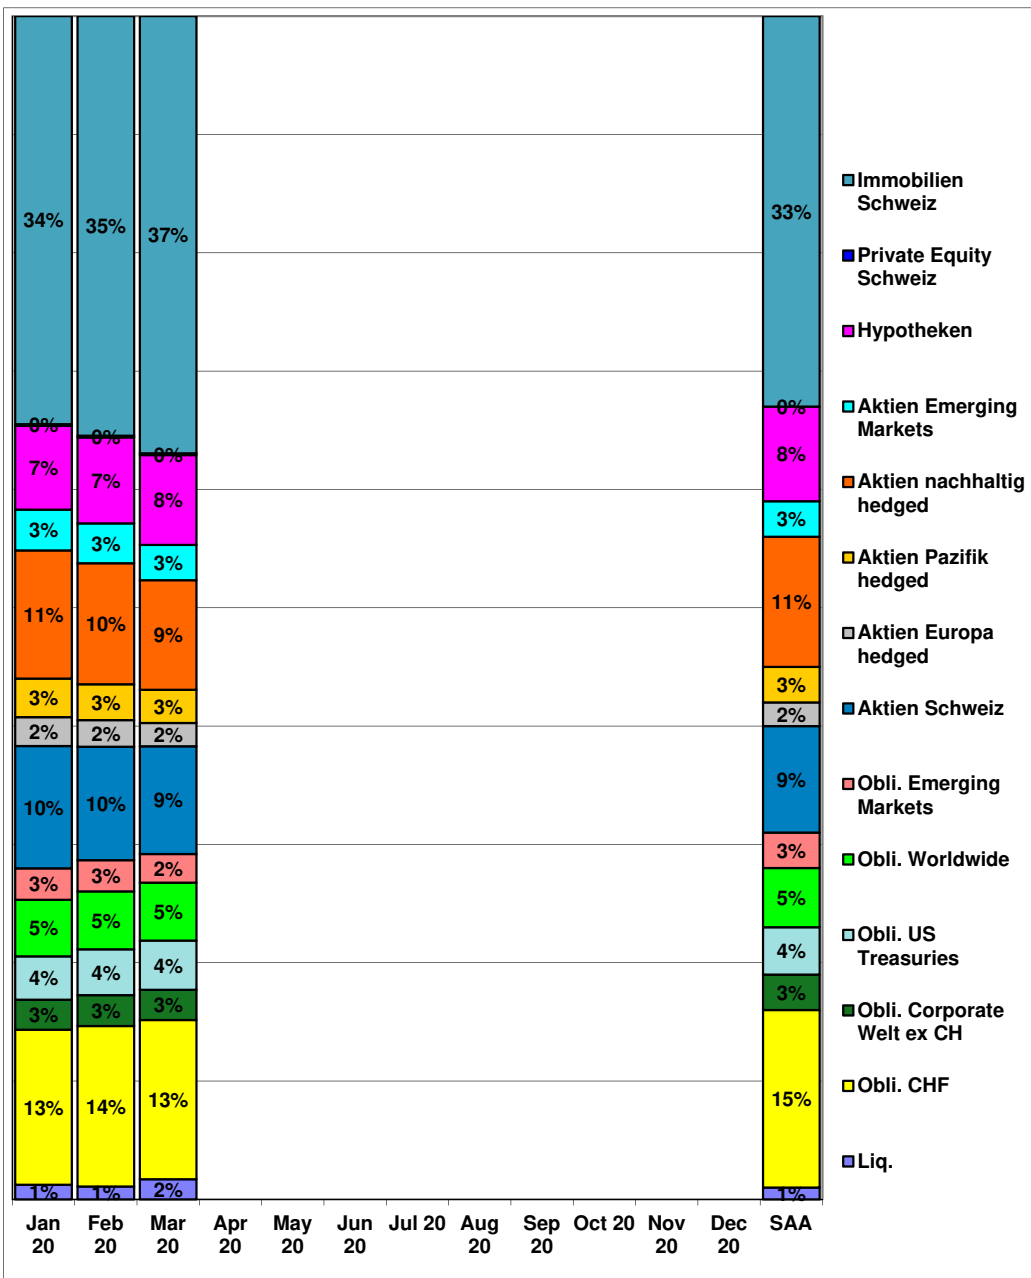 34%
0%
7%
3%
11%
3%
2%
10%
3%
5%
4%
3%
13%
1%
35%
0%
7%
3%
10%
3%
2%
10%
3%
5%
4%
3%
14%
1%
37%
0%
8%
3%
9%
3%
2%
9%
2%
5%
4%
3%
13%
2%
33%
0%
8%
3%
11%
3%
2%
9%
3%
5%
4%
3%
15%
1%
Jan
20
Feb
20
Mar
20
Apr
20
May
20
Jun
20
Jul 20
Aug
20
Sep
20
Oct 20
Nov
20
Dec
20
SAA
Immobilien
Schweiz
Private Equity
Schweiz
Hypotheken
Aktien Emerging
Markets
Aktien nachhaltig
hedged
Aktien Pazifik
hedged
Aktien Europa
hedged
Aktien Schweiz
Obli. Emerging
Markets
Obli. Worldwide
Obli. US
Treasuries
Obli. Corporate
Welt ex CH
Obli. CHF
Liq.